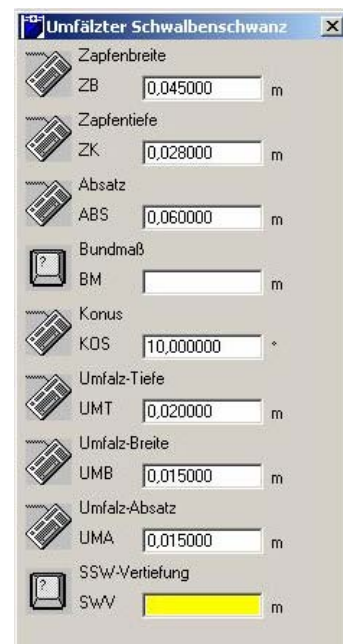 Umfälzter Schwalbenschwanz
Zapfenbreite
ZB 0,045000 m
Zapfentiefe
ZK 0,028000 m
Absatz
ABS 0,060000 m
Bundmaß
BM m
Konus
KOS 10,000000 °
Umfalz-Tiefe
UMT 0,020000 m
Umfalz-Breite
UMB 0,015000 m
Umfalz-Absatz
UMA 0,015000 m
SSW-Vertiefung
SWV m